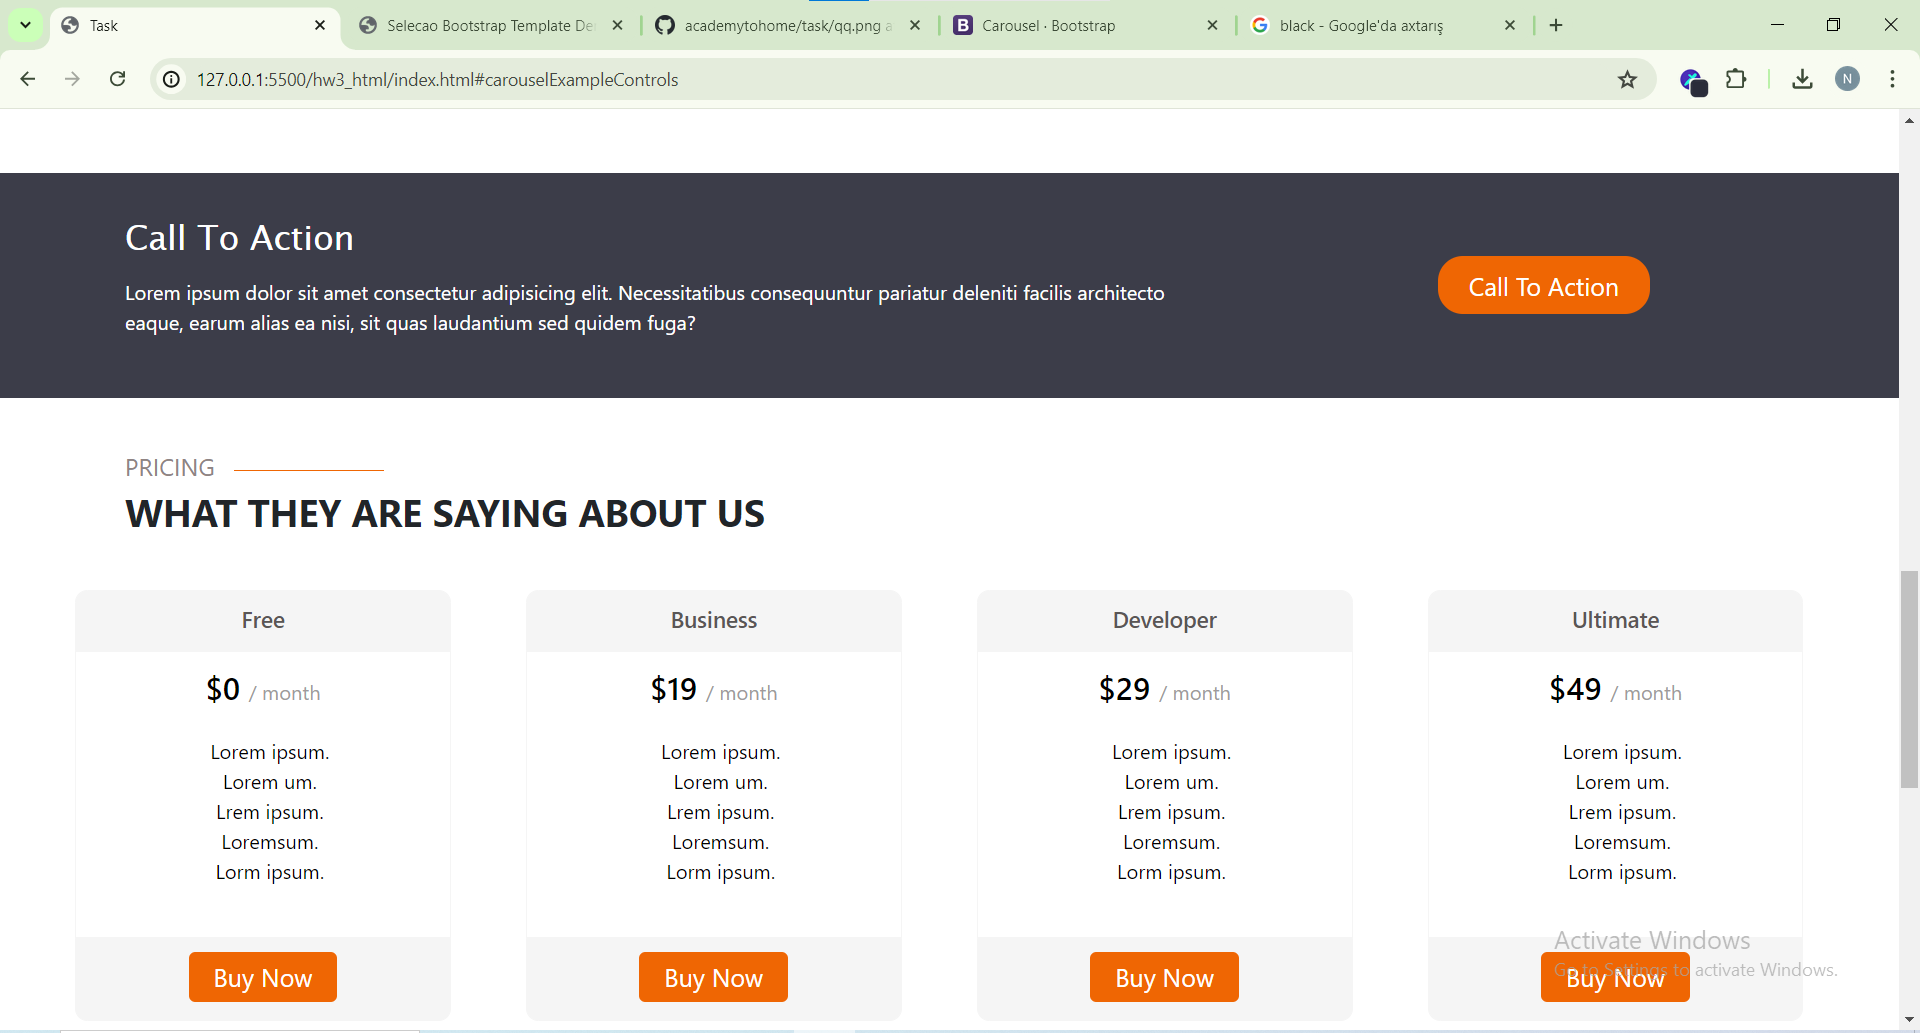 Task
Selecao Bootstrap Template De
academytohome/task/qq.png a
Carousel · Bootstrap
black - Google'da axtarış
127.0.0.1:5500/hw3_html/index.html#carouselExampleControls
N
Call To Action
Lorem ipsum dolor sit amet consectetur adipisicing elit. Necessitatibus consequuntur pariatur deleniti facilis architecto
eaque, earum alias ea nisi, sit quas laudantium sed quidem fuga?
Call To Action
PRICING
WHAT THEY ARE SAYING ABOUT US
Free
$0 / month
Lorem ipsum.
Lorem um.
Lrem ipsum.
Loremsum.
Lorm ipsum.
Buy Now
Business
$19 / month
Lorem ipsum.
Lorem um.
Lrem ipsum.
Loremsum.
Lorm ipsum.
Buy Now
Developer
$29 / month
Lorem ipsum.
Lorem um.
Lrem ipsum.
Loremsum.
Lorm ipsum.
Buy Now
Ultimate
$49 / month
Lorem ipsum.
Lorem um.
Lrem ipsum.
Loremsum.
Lorm ipsum.
Buy Now
Activate Windows
Go to Settings to activate Windows.